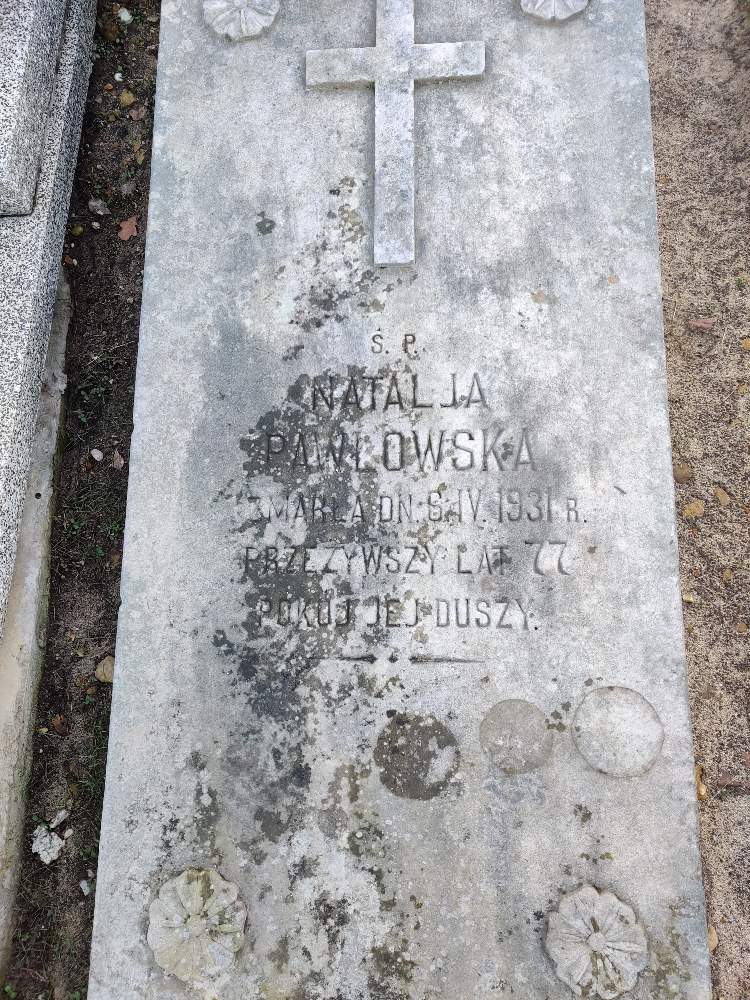 Ś. P.
NATALJA
PAWŁOWSKA
ZMARŁA DN. 6.IV. 1931 R.
PRZEŻYWSZY LAT 77
POKÓJ JEJ DUSZY.